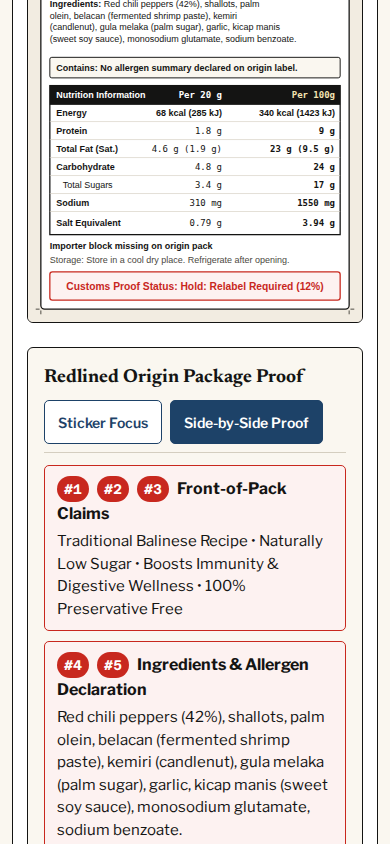 Ingredients: Red chili peppers (42%), shallots, palm
olein, belacan (fermented shrimp paste), kemiri
(candlenut), gula melaka (palm sugar), garlic, kicap manis
(sweet soy sauce), monosodium glutamate, sodium benzoate.
Contains: No allergen summary declared on origin label.
Nutrition Information Per 20 g Per 100g
Energy 68 kcal (285 kJ) 340 kcal (1423 kJ)
Protein 1.8 g 9 g
Total Fat (Sat.) 4.6 g (1.9 g) 23 g (9.5 g)
Carbohydrate 4.8 g 24 g
Total Sugars 3.4 g 17 g
Sodium 310 mg 1550 mg
Salt Equivalent 0.79 g 3.94 g
Importer block missing on origin pack
Storage: Store in a cool dry place. Refrigerate after opening.
Customs Proof Status: Hold: Relabel Required (12%)
Redlined Origin Package Proof
Sticker Focus
Side-by-Side Proof
#1 #2 #3 Front-of-Pack
Claims
Traditional Balinese Recipe • Naturally
Low Sugar • Boosts Immunity &
Digestive Wellness • 100%
Preservative Free
#4 #5 Ingredients & Allergen
Declaration
Red chili peppers (42%), shallots, palm
olein, belacan (fermented shrimp
paste), kemiri (candlenut), gula melaka
(palm sugar), garlic, kicap manis (sweet
soy sauce), monosodium glutamate,
sodium benzoate.